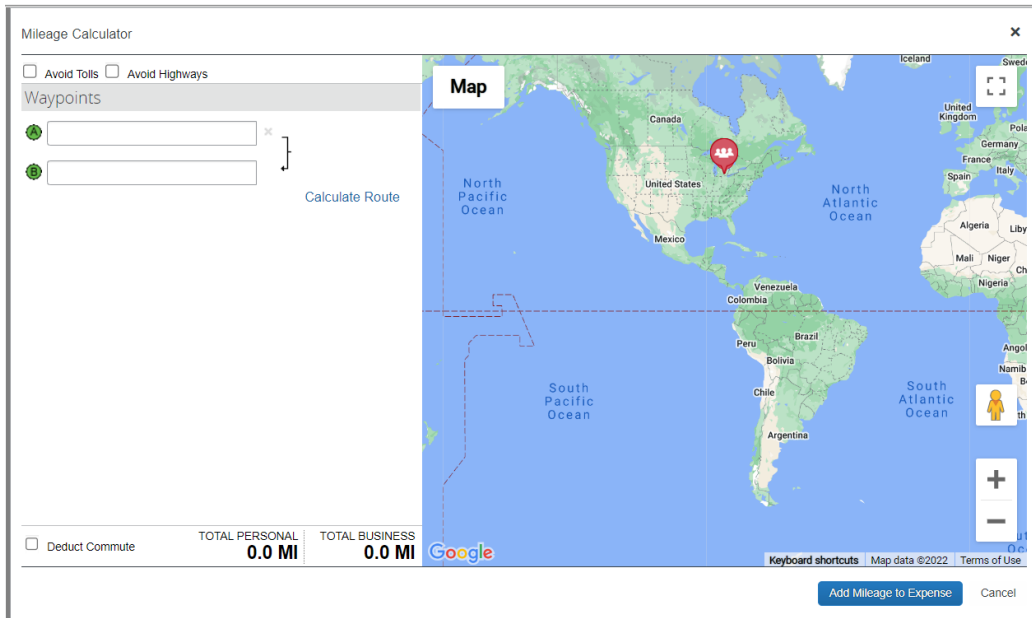 Mileage Calculator
×
Avoid Tolls Avoid Highways
Waypoints
A
×
B
Calculate Route
Deduct Commute
TOTAL PERSONAL
0.0 MI
TOTAL BUSINESS
0.0 MI
Map
Iceland
United
Kingdom
Germany
France
Spain
Italy
Canada
United States
North
Pacific
Ocean
North
Atlantic
Ocean
Mexico
Algeria
Mali
Niger
Nigeria
Venezuela
Colombia
Peru
Brazil
Bolivia
Chile
South
Pacific
Ocean
South
Atlantic
Ocean
Argentina
+
−
Google
Keyboard shortcuts
Map data ©2022
Terms of Use
Add Mileage to Expense
Cancel